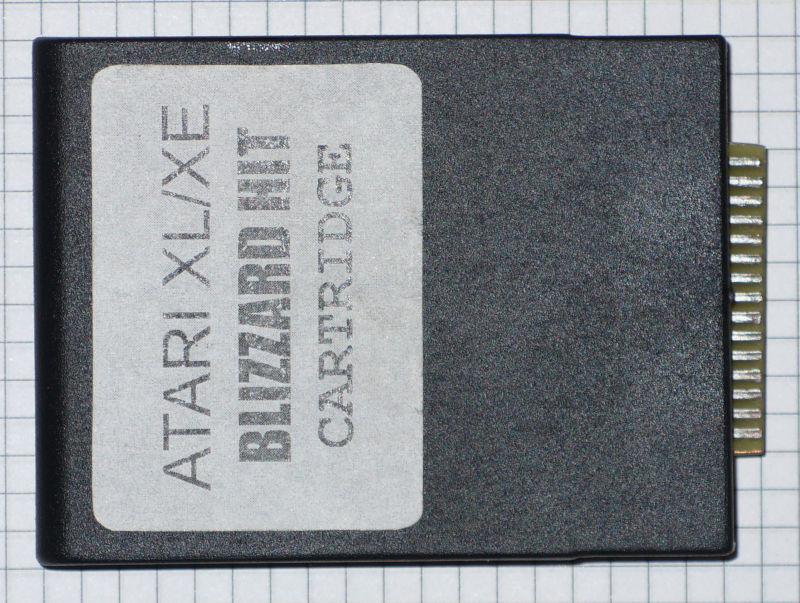 ATARI XL/XE
BLIZZARD HIT
CARTRIDGE